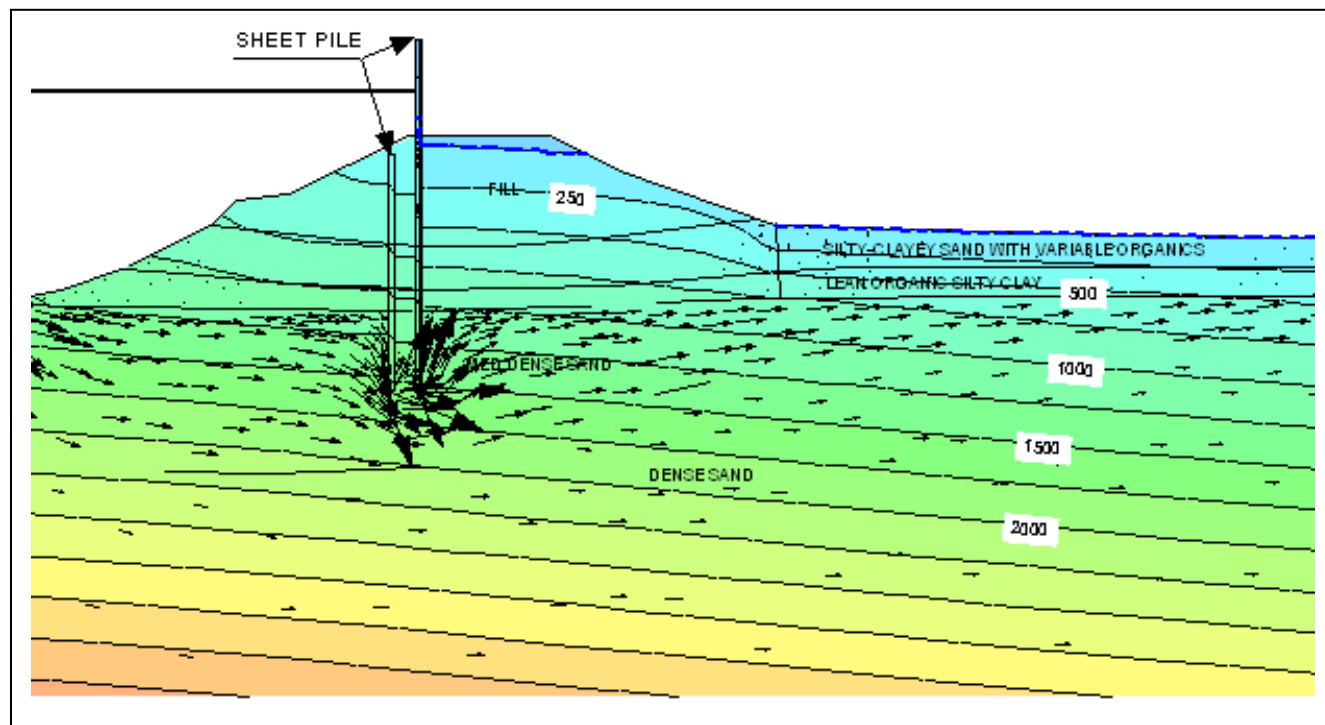 SHEET PILE
FILL
250
SILTY-CLAYEY SAND WITH VARIABLE ORGANICS
LEAN ORGANIC SILTY CLAY
500
MED DENSE SAND
1000
1500
DENSE SAND
2000